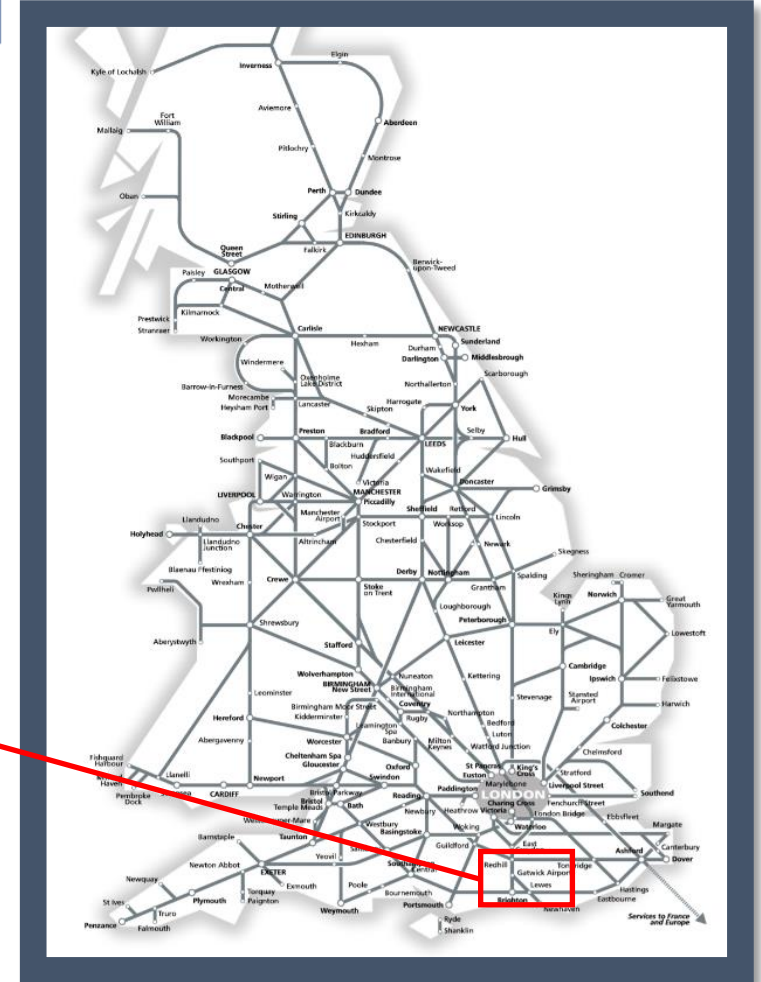 Elgin
Inverness
Kyle of Lochalsh
Aviemore
Fort
William
Aberdeen
Mallaig
Pitlochry
Montrose
Perth
Dundee
Oban
Stirling
Kirkcaldy
EDINBURGH
Falkirk
Queen
Street
Berwick-
upon-Tweed
Paisley
GLASGOW
Central
Motherwell
Kilmarnock
Prestwick
Stranraer
Carlisle
NEWCASTLE
Workington
Hexham
Durham
Sunderland
Darlington
Middlesbrough
Windermere
Oxenholme
Lake District
Scarborough
Northallerton
Barrow-in-Furness
Morecambe
Heysham Port
Lancaster
Harrogate
Skipton
York
Blackpool
Preston
Bradford
LEEDS
Selby
Hull
Blackburn
Huddersfield
Bolton
Southport
Wigan
Wakefield
Victoria
Doncaster
Grimsby
LIVERPOOL
Warrington
MANCHESTER
Piccadilly
Manchester
Airport
Stockport
Sheffield
Retford
Worksop
Lincoln
Llandudno
Chester
Holyhead
Llandudno
Junction
Altrincham
Chesterfield
Newark
Skegness
Blaenau Ffestiniog
Wrexham
Crewe
Stoke
on Trent
Derby
Nottingham
Grantham
Spalding
Sheringham
Cromer
Pwllheli
Kings
Lynn
Norwich
Great
Yarmouth
Loughborough
Shrewsbury
Peterborough
Ely
Lowestoft
Aberystwyth
Stafford
Leicester
Wolverhampton
BIRMINGHAM
New Street
Nuneaton
Birmingham
International
Kettering
Cambridge
Ipswich
Felixstowe
Leominster
Birmingham Moor Street
Kidderminster
Coventry
Rugby
Northampton
Stevenage
Stansted
Airport
Harwich
Hereford
Leamington
Spa
Bedford
Luton
Colchester
Abergavenny
Worcester
Banbury
Milton
Keynes
Watford Junction
Chelmsford
Cheltenham Spa
Gloucester
Oxford
St Pancras
Euston
King's
Cross
Stratford
Fishguard
Harbour
Haven
Llanelli
Newport
Swindon
Marylebone
Liverpool Street
Pembroke
Dock
CARDIFF
Bristol Parkway
Reading
Paddington
LONDON
Southend
Bristol
Temple Meads
Bath
Newbury
Heathrow
Victoria
Charing Cross
Fenchurch Street
London Bridge
Ebbsfleet
Waterloo
Westbury
Basingstoke
Woking
Margate
Barnstaple
Taunton
Guildford
East
Canterbury
Yeovil
Ashford
Dover
Newton Abbot
EXETER
Central
Redhill
Gatwick Airport
Newquay
Exmouth
Poole
Bournemouth
Lewes
Hastings
St Ives
Plymouth
Torquay
Paignton
Weymouth
Portsmouth
Brighton
Newhaven
Eastbourne
Truro
Penzance
Falmouth
Ryde
Shanklin
Services to France
and Europe